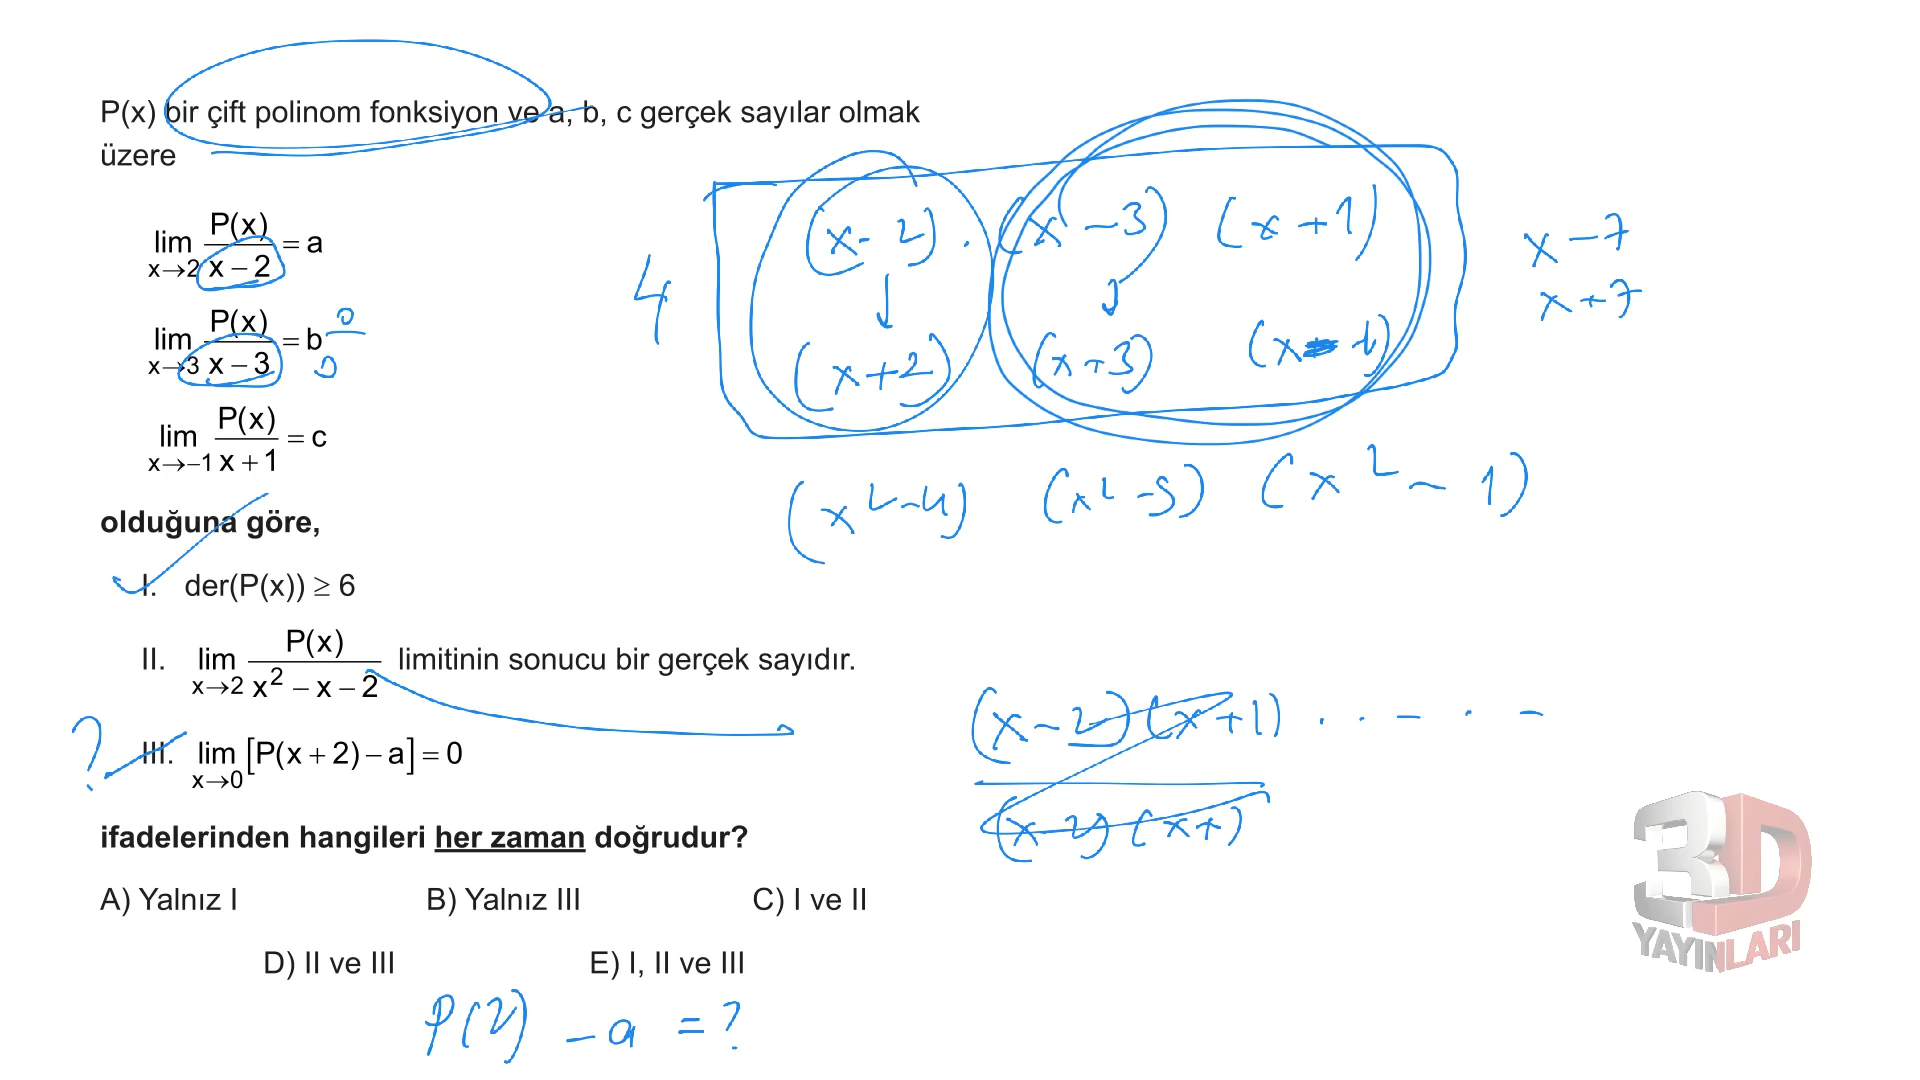 P(x) bir çift polinom fonksiyon ve a, b, c gerçek sayılar olmak
üzere
lim x→2 P(x)/(x − 2) = a
lim x→3 P(x)/(x − 3) = b 0/0
lim x→−1 P(x)/(x + 1) = c
olduğuna göre,
I. der(P(x)) ≥ 6
II. lim x→2 P(x)/(x² − x − 2) limitinin sonucu bir gerçek sayıdır.
? III. lim x→0 [P(x + 2) − a] = 0
ifadelerinden hangileri her zaman doğrudur?
A) Yalnız I B) Yalnız III C) I ve II
D) II ve III E) I, II ve III
P(2) − a = ?
4
(x − 2) . (x − 3) (x + 1)
(x + 2) (x + 3) (x − 1)
x − 7
x + 7
(x² − 4) (x² − 9) (x² − 1)
(x − 2)(x + 1) . . − . −
(x − 2)(x + )
3D
YAYINLARI